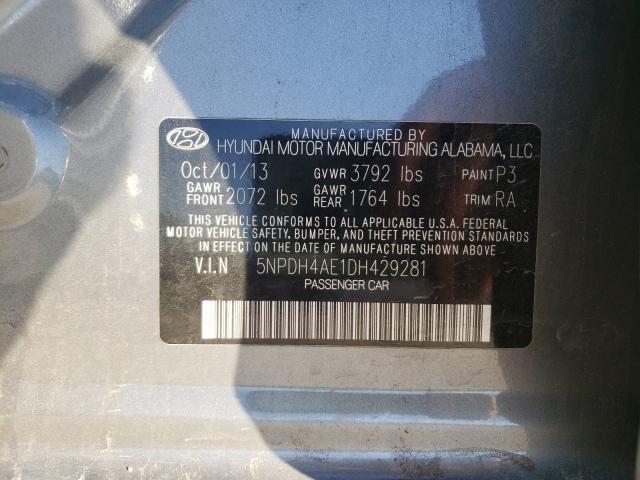 MANUFACTURED BY
HYUNDAI MOTOR MANUFACTURING ALABAMA, LLC
Oct/01/13 GVWR 3792 lbs PAINT P3
GAWR FRONT 2072 lbs GAWR REAR 1764 lbs TRIM RA
THIS VEHICLE CONFORMS TO ALL APPLICABLE U.S.A. FEDERAL
MOTOR VEHICLE SAFETY, BUMPER, AND THEFT PREVENTION STANDARDS
IN EFFECT ON THE DATE OF MANUFACTURE SHOWN ABOVE.
V.I.N 5NPDH4AE1DH429281
PASSENGER CAR